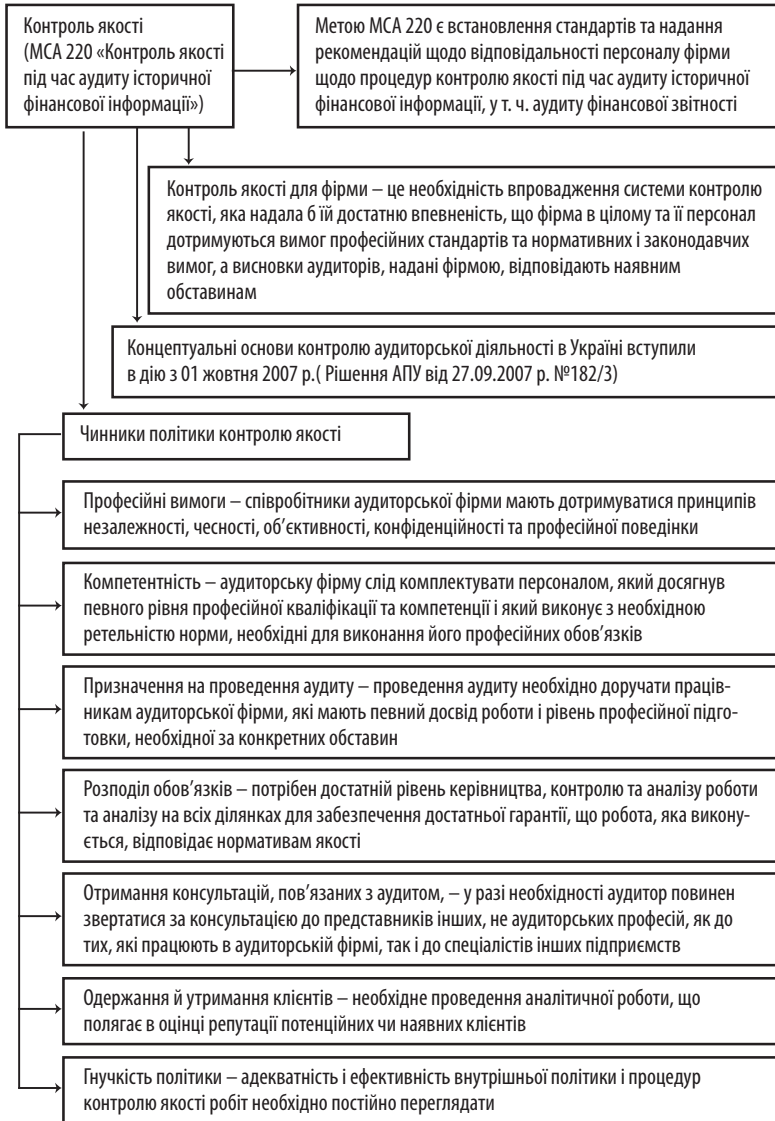 Контроль якості
(МСА 220 «Контроль якості
під час аудиту історичної
фінансової інформації»)
Метою МСА 220 є встановлення стандартів та надання
рекомендацій щодо відповідальності персоналу фірми
щодо процедур контролю якості під час аудиту історичної
фінансової інформації, у т. ч. аудиту фінансової звітності
Контроль якості для фірми – це необхідність впровадження системи контролю
якості, яка надала б їй достатню впевненість, що фірма в цілому та її персонал
дотримуються вимог професійних стандартів та нормативних і законодавчих
вимог, а висновки аудиторів, надані фірмою, відповідають наявним
обставинам
Концептуальні основи контролю аудиторської діяльності в Україні вступили
в дію з 01 жовтня 2007 р.( Рішення АПУ від 27.09.2007 р. №182/3)
Чинники політики контролю якості
Професійні вимоги – співробітники аудиторської фірми мають дотримуватися принципів
незалежності, чесності, об’єктивності, конфіденційності та професійної поведінки
Компетентність – аудиторську фірму слід комплектувати персоналом, який досягнув
певного рівня професійної кваліфікації та компетенції і який виконує з необхідною
ретельністю норми, необхідні для виконання його професійних обов’язків
Призначення на проведення аудиту – проведення аудиту необхідно доручати праців-
никам аудиторської фірми, які мають певний досвід роботи і рівень професійної підго-
товки, необхідної за конкретних обставин
Розподіл обов’язків – потрібен достатній рівень керівництва, контролю та аналізу роботи
та аналізу на всіх ділянках для забезпечення достатньої гарантії, що робота, яка викону-
ється, відповідає нормативам якості
Отримання консультацій, пов’язаних з аудитом, – у разі необхідності аудитор повинен
звертатися за консультацією до представників інших, не аудиторських професій, як до
тих, які працюють в аудиторській фірмі, так і до спеціалістів інших підприємств
Одержання й утримання клієнтів – необхідне проведення аналітичної роботи, що
полягає в оцінці репутації потенційних чи наявних клієнтів
Гнучкість політики – адекватність і ефективність внутрішньої політики і процедур
контролю якості робіт необхідно постійно переглядати